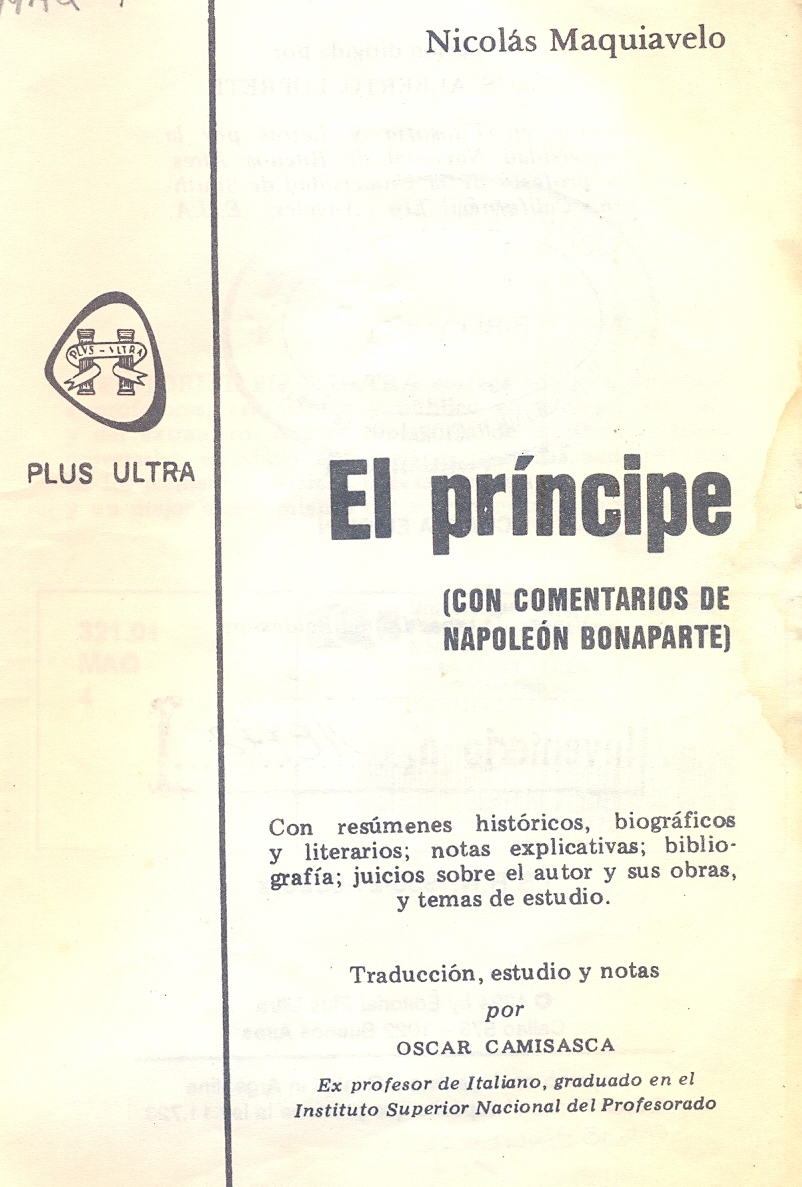 Nicolás Maquiavelo
PLVS - VLTRA
PLUS ULTRA
El príncipe
(CON COMENTARIOS DE
NAPOLEÓN BONAPARTE)
Con resúmenes históricos, biográficos
y literarios; notas explicativas; biblio-
grafía; juicios sobre el autor y sus obras,
y temas de estudio.
Traducción, estudio y notas
por
OSCAR CAMISASCA
Ex profesor de Italiano, graduado en el
Instituto Superior Nacional del Profesorado